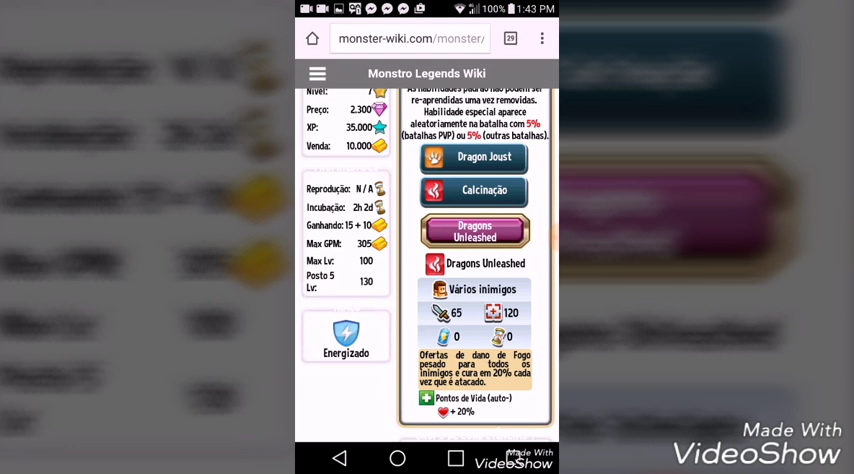 100% 1:43 PM
monster-wiki.com/monster/
29
Monstro Legends Wiki
Nível: 7
Preço: 2.300
XP: 35.000
Venda: 10.000
Reprodução: N / A
Incubação: 2h 2d
Ganhando: 15 + 10
Max GPM: 305
Max Lv: 100
Posto 5
Lv: 130
Energizado
As habilidades padrão não podem ser
re-aprendidas uma vez removidas.
Habilidade especial aparece
aleatoriamente na batalha com 5%
(batalhas PVP) ou 5% (outras batalhas).
Dragon Joust
Calcinação
Dragons
Unleashed
Dragons Unleashed
Vários inimigos
65 120
0 0
Ofertas de dano de Fogo
pesado para todos os
inimigos e cura em 20% cada
vez que é atacado.
Pontos de Vida (auto-)
+ 20%
Made With
VideoShow
Made With
VideoShow